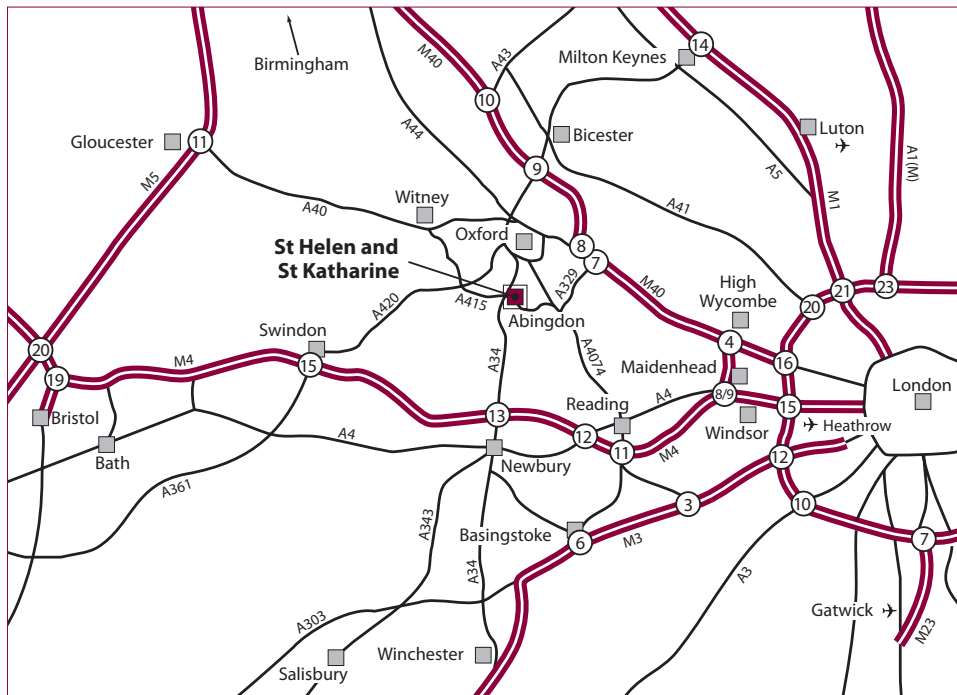 Birmingham
M40
A43
Milton Keynes
14
10
A44
Gloucester
11
Bicester
Luton
A1(M)
9
A5
M5
M1
A40
Witney
A41
Oxford
St Helen and
St Katharine
8
7
A329
M40
High
Wycombe
21
23
20
A420
A415
Abingdon
Swindon
20
19
M4
15
A34
A4074
4
16
Maidenhead
8/9
London
Bristol
13
Reading
A4
15
Windsor
Heathrow
Bath
A4
12
11
M4
12
Newbury
A361
A343
3
10
Basingstoke
6
M3
7
A34
A3
A303
Gatwick
M23
Salisbury
Winchester